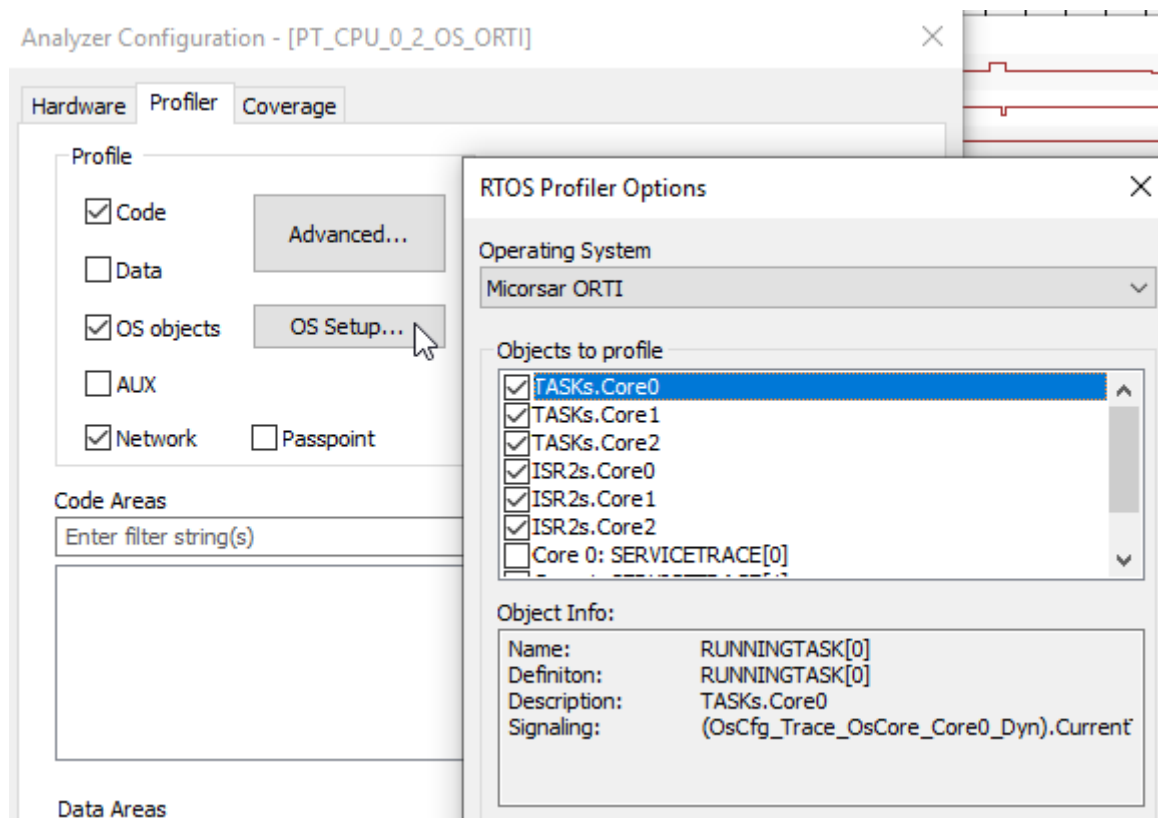 Analyzer Configuration - [PT_CPU_0_2_OS_ORTI]
Hardware Profiler Coverage
Profile
Code
Advanced...
Data
OS objects
OS Setup...
AUX
Network
Passpoint
Code Areas
Enter filter string(s)
Data Areas
RTOS Profiler Options
Operating System
Micorsar ORTI
Objects to profile
TASKs.Core0
TASKs.Core1
TASKs.Core2
ISR2s.Core0
ISR2s.Core1
ISR2s.Core2
Core 0: SERVICETRACE[0]
Object Info:
Name: RUNNINGTASK[0]
Definiton: RUNNINGTASK[0]
Description: TASKs.Core0
Signaling: (OsCfg_Trace_OsCore_Core0_Dyn).Current